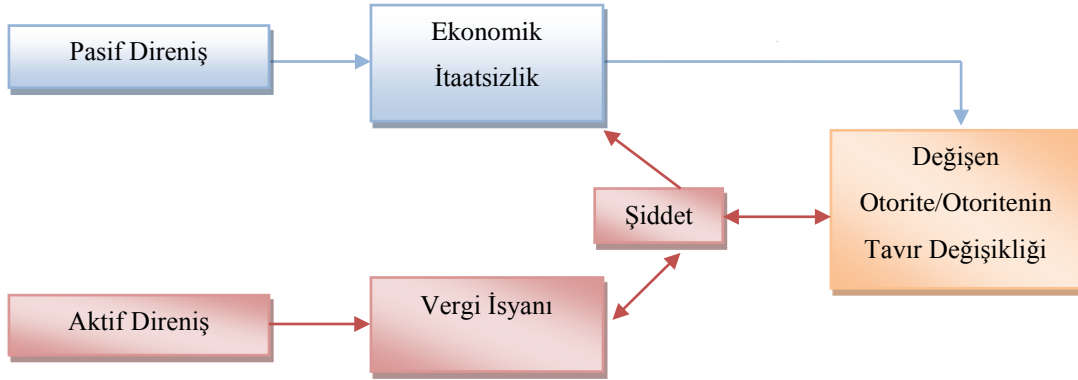 Pasif Direniş
Ekonomik
İtaatsizlik
Değişen
Otorite/Otoritenin
Tavır Değişikliği
Şiddet
Aktif Direniş
Vergi İsyanı